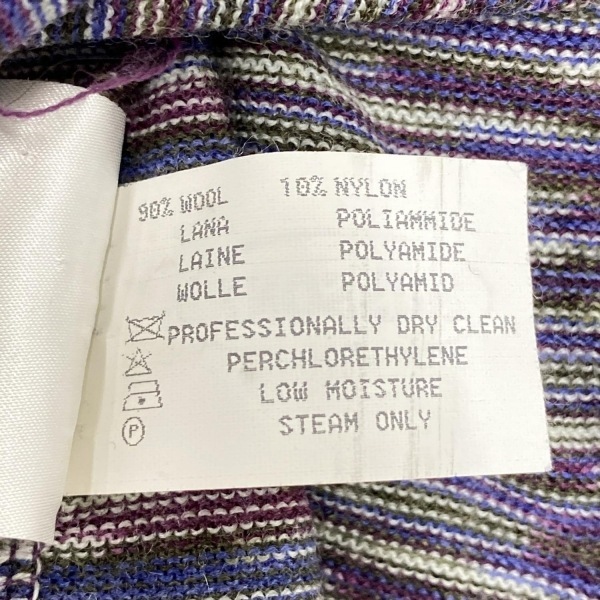 90% WOOL 10% NYLON
LANA POLIAMMIDE
LAINE POLYAMIDE
WOLLE POLYAMID
PROFESSIONALLY DRY CLEAN
PERCHLORETHYLENE
LOW MOISTURE
STEAM ONLY
P